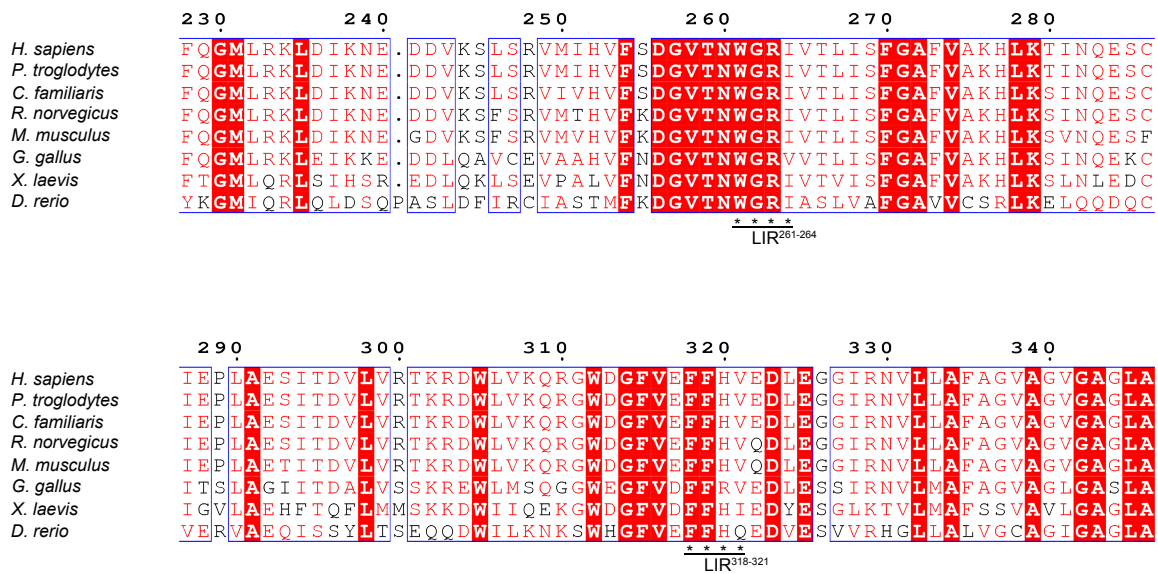 230 240 250 260 270 280
H. sapiens FQGMLRKLDIKNE.DDVKSLSRVMIHVFSDGVTNWGRIVTLISFGAFVAKHLKTINQESC
P. troglodytes FQGMLRKLDIKNE.DDVKSLSRVMIHVFSDGVTNWGRIVTLISFGAFVAKHLKTINQESC
C. familiaris FQGMLRKLDIKNE.DDVKSLSRVIVHVFSDGVTNWGRIVTLISFGAFVAKHLKTINQESC
R. norvegicus FQGMLRKLDIKNE.DDVKSFSRVMTHVFKDGVTNWGRIVTLISFGAFVAKHLKSINQESC
M. musculus FQGMLRKLDIKNE.GDVKSFSRVMVHVFKDGVTNWGRIVTLISFGAFVAKHLKSVNQESF
G. gallus FQGMLRKLEIKKE.DDLQAVCEVAAHVFNDGVTNWGRVVTLISFGAFVAKHLKSINQEKC
X. laevis FTGMLQRLSIHSR.EDLQKLSEVPALVFNDGVTNWGRIVTVISFGAFVAKHLKSLNLEDC
D. rerio YKGMIQRLQLDSQPASLDFIRCIASTMFKDGVTNWGRIASLVAFGAVVCSRLKELQQDQC
* * * *
LIR261-264
290 300 310 320 330 340
H. sapiens IEPLAESITDVLVRTKRDWLVKQRGWDGFVEFFHVEDLEGGIRNVLLAFAGVAGVGAGLA
P. troglodytes IEPLAESITDVLVRTKRDWLVKQRGWDGFVEFFHVEDLEGGIRNVLLAFAGVAGVGAGLA
C. familiaris IEPLAESITDVLVRTKRDWLVKQRGWDGFVEFFHVEDLEGGIRNVLLAFAGVAGVGAGLA
R. norvegicus IEPLAESITDVLVRTKRDWLVKQRGWDGFVEFFHVQDLEGGIRNVLLAFAGVAGVGAGLA
M. musculus IEPLAETITDVLVRTKRDWLVKQRGWDGFVEFFHVQDLEGGIRNVLLAFAGVAGVGAGLA
G. gallus ITSLAGIITDALVSSKREWLMSQGGWEGFVDFFRVEDLESSIRNVLMAFAGVAGLGASLA
X. laevis IGVLAEHFTQFLMMSKKDWIIQEKGWDGFVDFFHIEDYESGLKTVLMAFSSVAVLGAGLA
D. rerio VERVAEQISSYLTSEQQDWILKNKSWHGFVEFFHQEDVESVVRHGLLALVGCAGIGAGLA
* * * *
LIR318-321